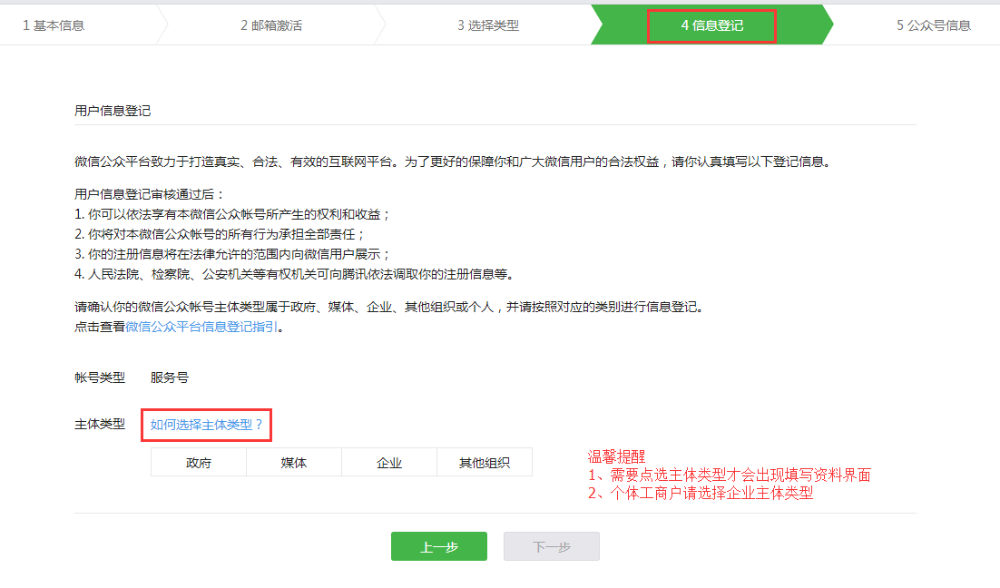 1 基本信息
2 邮箱激活
3 选择类型
4 信息登记
5 公众号信息
用户信息登记
微信公众平台致力于打造真实、合法、有效的互联网平台。为了更好的保障你和广大微信用户的合法权益，请你认真填写以下登记信息。
用户信息登记审核通过后：
1. 你可以依法享有本微信公众帐号所产生的权利和收益；
2. 你将对本微信公众帐号的所有行为承担全部责任；
3. 你的注册信息将在法律允许的范围内向微信用户展示；
4. 人民法院、检察院、公安机关等有权机关可向腾讯依法调取你的注册信息等。
请确认你的微信公众帐号主体类型属于政府、媒体、企业、其他组织或个人，并请按照对应的类别进行信息登记。
点击查看微信公众平台信息登记指引。
帐号类型 服务号
主体类型 如何选择主体类型？
政府 媒体 企业 其他组织
温馨提醒
1、需要点选主体类型才会出现填写资料界面
2、个体工商户请选择企业主体类型
上一步 下一步